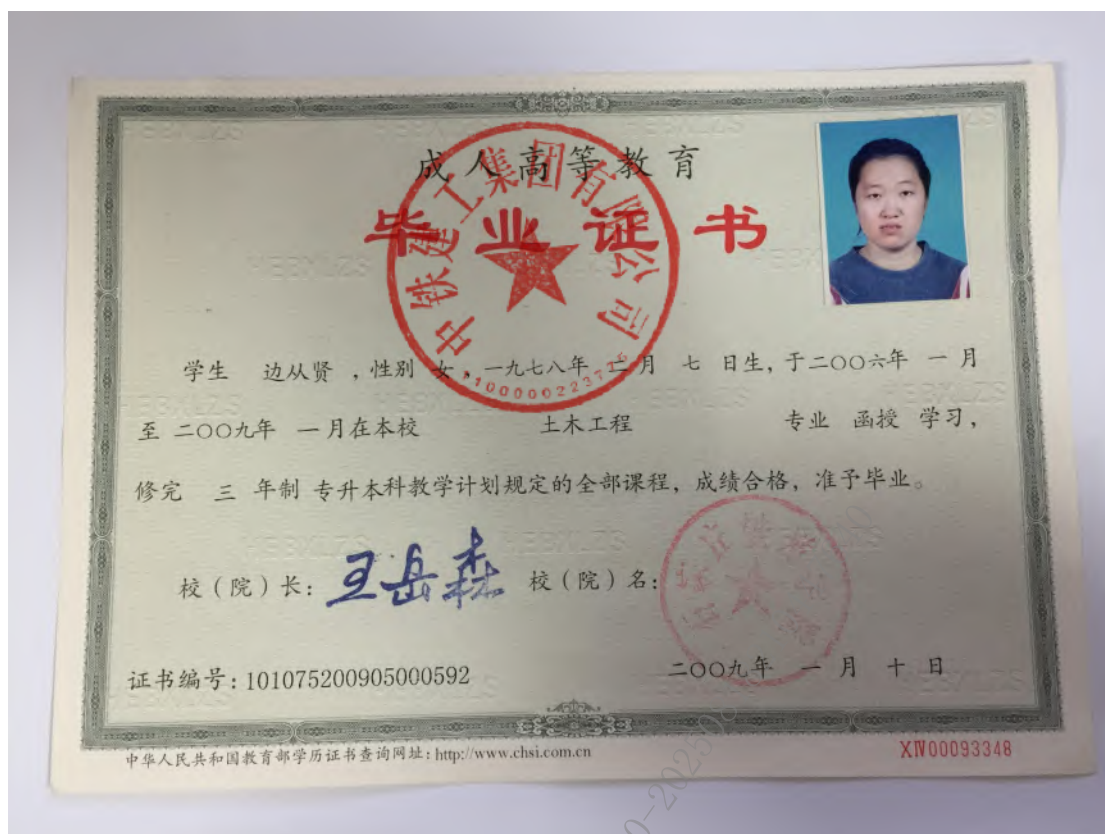 成人高等教育
毕业证书
中铁建工集团有限公司
学生 边从贤 ，性别 女，一九七八年 二月 七 日生，于二〇〇六年 一月
至 二〇〇九年 一月在本校 土木工程 专业 函授 学习，
修完 三 年制 专升本科教学计划规定的全部课程，成绩合格，准予毕业。
校（院）长：王岳森 校（院）名：
二〇〇九年 一月 十日
证书编号：101075200905000592
中华人民共和国教育部学历证书查询网址：http://www.chsi.com.cn
XIV00093348